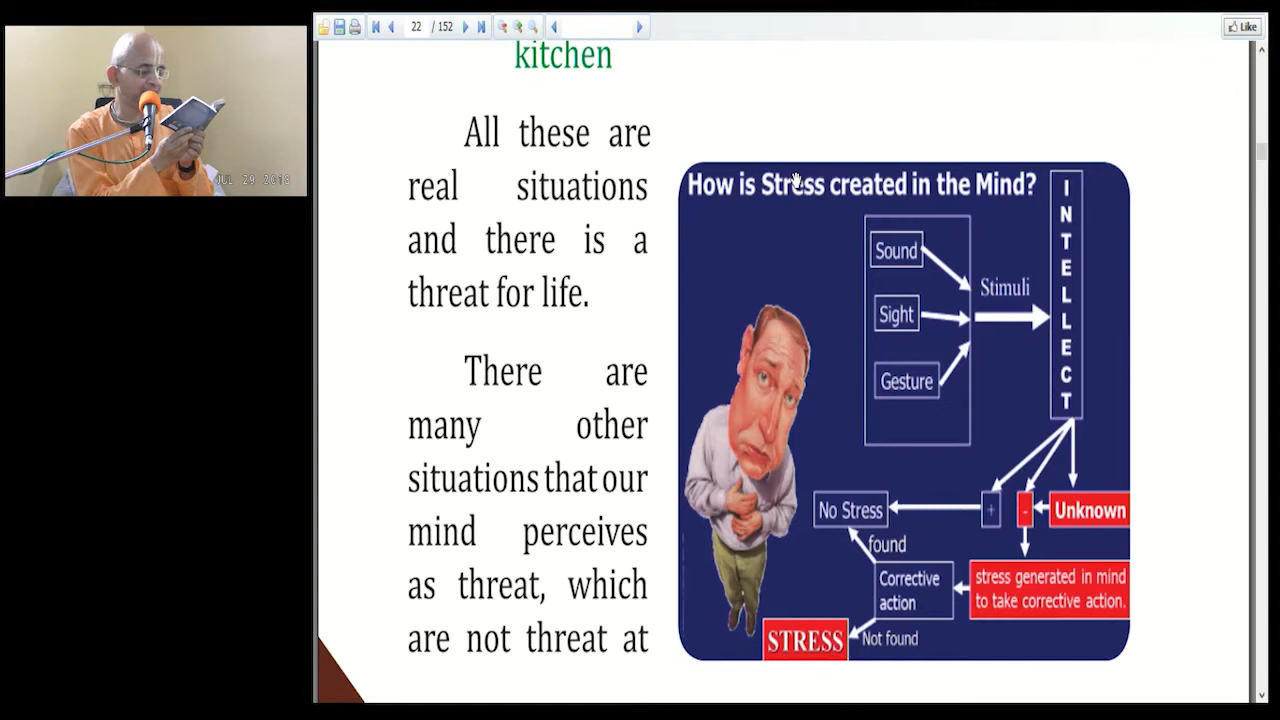 22 / 152
Like
JUL 29 2018
kitchen
All these are
real situations
and there is a
threat for life.
There are
many other
situations that our
mind perceives
as threat, which
are not threat at
How is Stress created in the Mind?
Sound
Sight
Gesture
Stimuli
INTELLECT
No Stress
+
-
Unknown
found
Corrective
action
stress generated in mind
to take corrective action.
STRESS
Not found